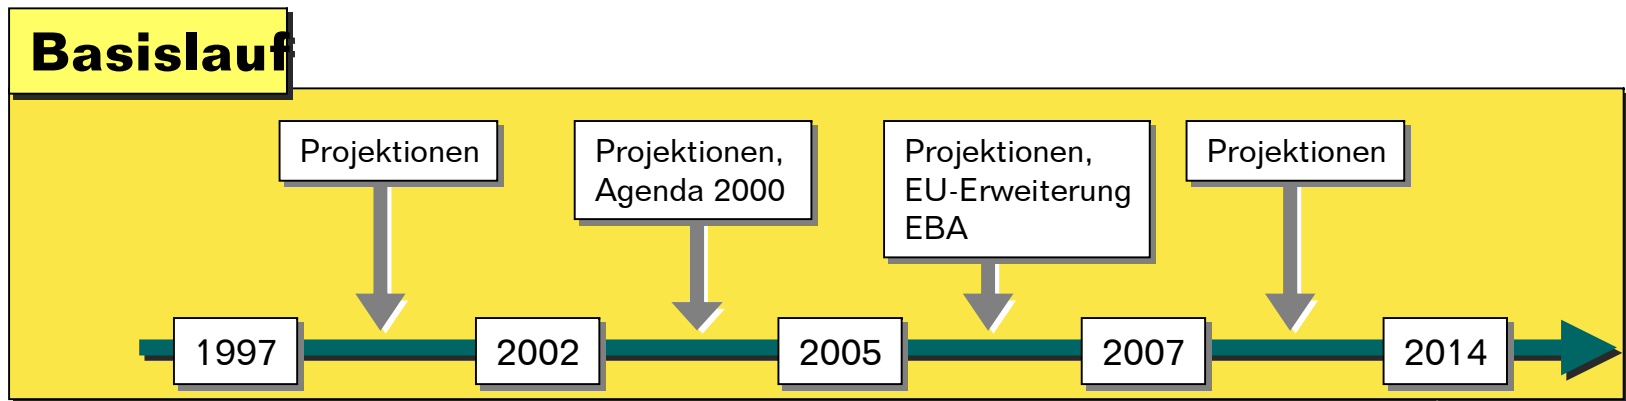 Basislauf
Projektionen
Projektionen,
Agenda 2000
Projektionen,
EU-Erweiterung
EBA
Projektionen
1997
2002
2005
2007
2014